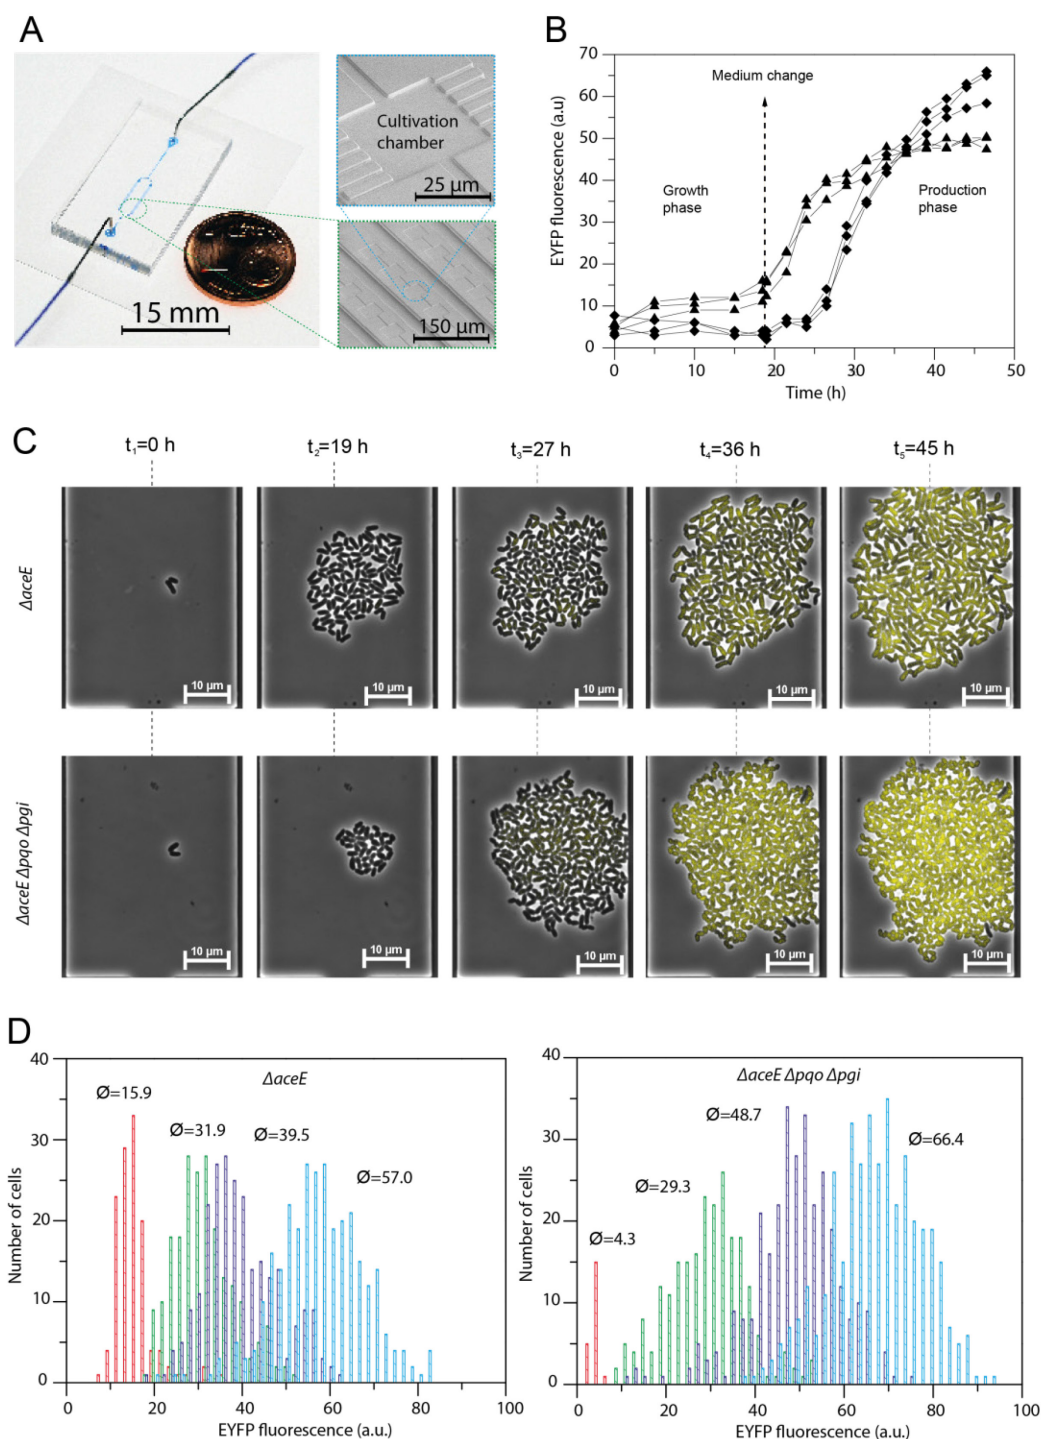 A
Cultivation
chamber
25 µm
15 mm
150 µm
B
70
60
50
40
30
20
10
0
EYFP fluorescence (a.u)
Medium change
Growth
phase
Production
phase
0 10 20 30 40 50
Time (h)
C
t₁=0 h t₂=19 h t₃=27 h t₄=36 h t₅=45 h
ΔaceE
10 µm 10 µm 10 µm 10 µm 10 µm
ΔaceE Δpqo Δpgi
10 µm 10 µm 10 µm 10 µm 10 µm
D
40
30
20
10
0
Number of cells
ΔaceE
Ø=15.9
Ø=31.9
Ø=39.5
Ø=57.0
0 20 40 60 80 100
EYFP fluorescence (a.u.)
40
30
20
10
0
Number of cells
ΔaceE Δpqo Δpgi
Ø=48.7
Ø=66.4
Ø=29.3
Ø=4.3
0 20 40 60 80 100
EYFP fluorescence (a.u.)